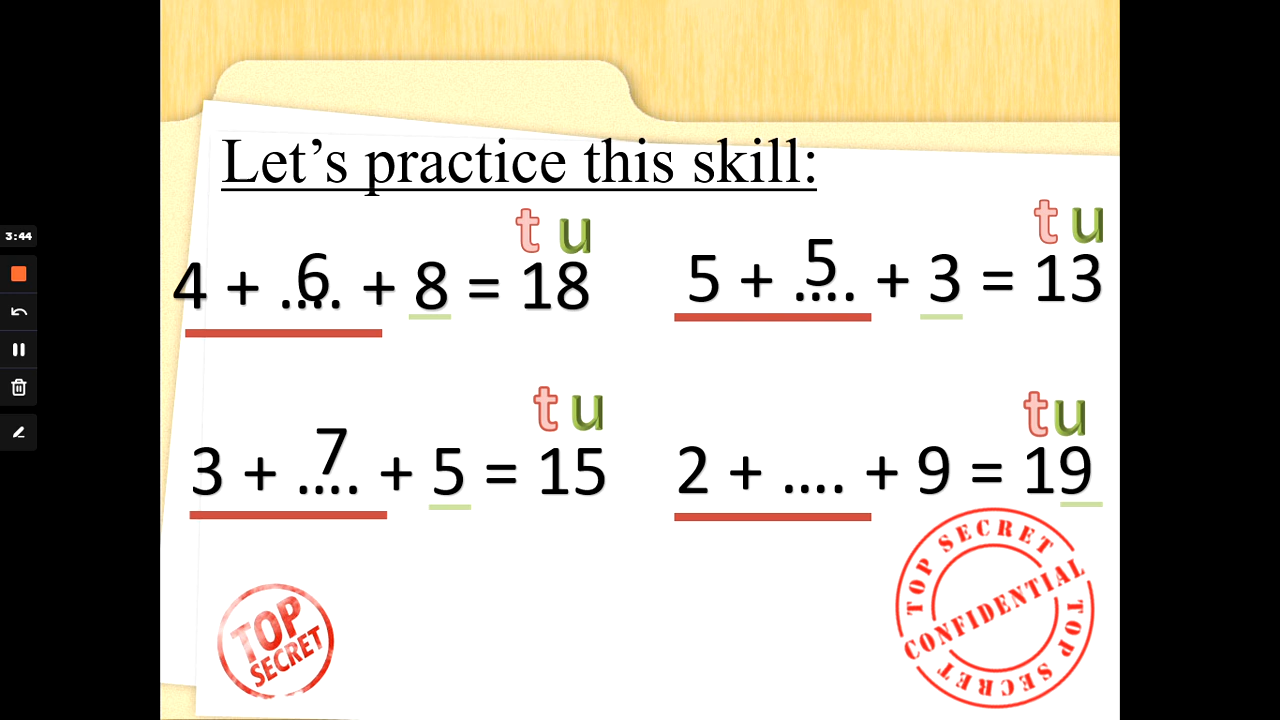 Let's practice this skill:
t u
4 + ..6.. + 8 = 18
t u
5 + ..5.. + 3 = 13
t u
3 + ..7.. + 5 = 15
t u
2 + .... + 9 = 19
TOP
SECRET
TOP SECRET
CONFIDENTIAL
TOP SECRET
3:44